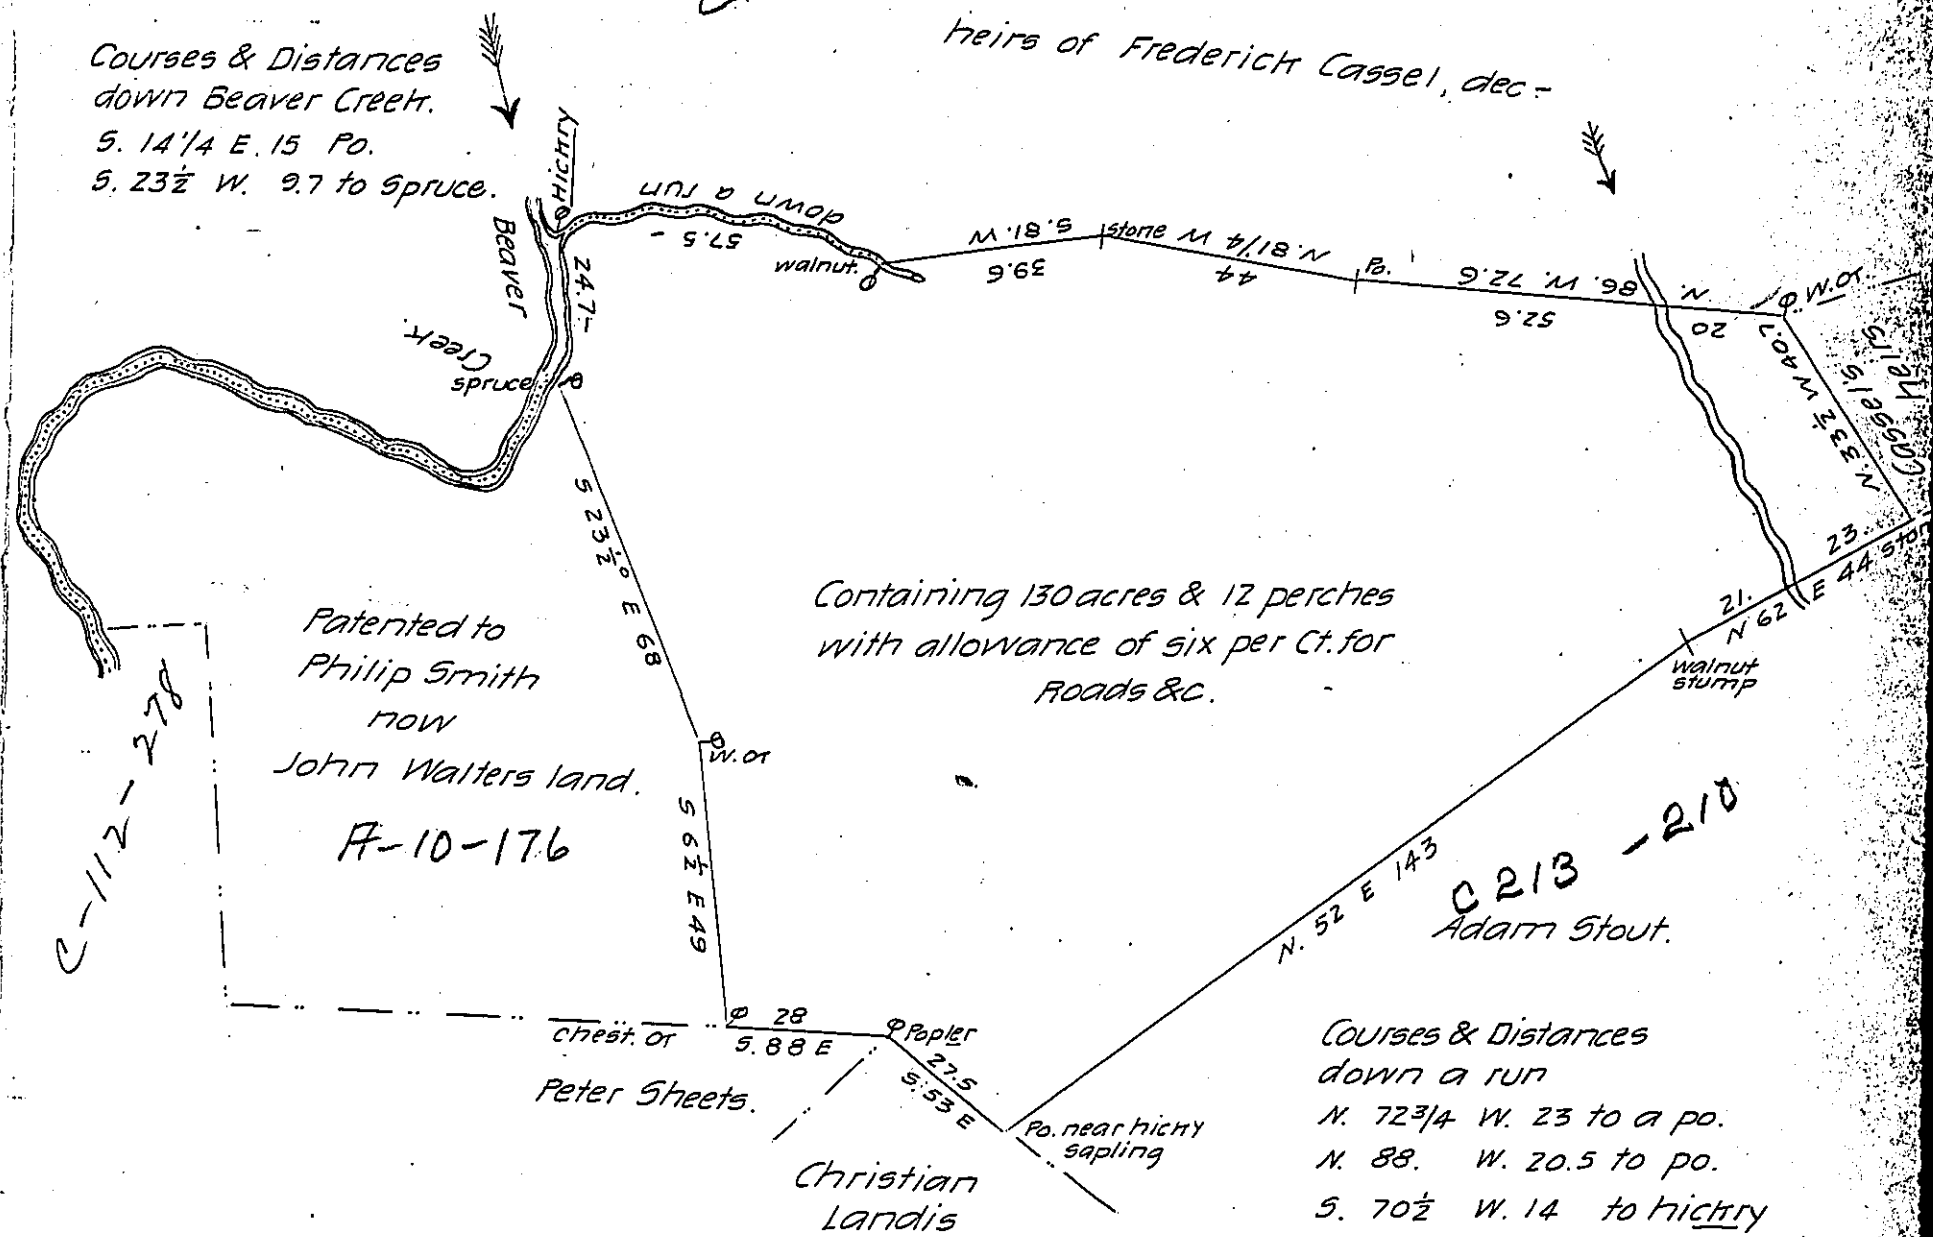 Courses & Distances
down Beaver Creek.
S. 14 1/4 E. 15 Po.
S. 23½ W. 9.7 to Spruce.
heirs of Frederick Cassel, dec-
Hickry
Beaver
Creek.
24.7-
spruce
down a run
57.5 -
walnut.
S. 81. W
39.6
stone
N. 81 1/4 W
44
Po.
N. 86. W. 72.6
52.6
20
W. or
N. 33½ W 40.7
Cassel's
Heirs
23.
N 62 E 44
21.
walnut
stump
S 23½° E 68
W. or
S 6½ E 49
Patented to
Philip Smith
now
John Walters land.
A-10-176
C-112-278
Containing 130 acres & 12 perches
with allowance of six per Ct. for
Roads &c.
N. 52 E 143
C 213 - 210
Adam Stout.
chest. or
28
S. 88 E
Popler
27.5
S. 53 E
Po. near hicky
sapling
Peter Sheets.
Christian
Landis
Courses & Distances
down a run
N. 72 3/4 W. 23 to a po.
N. 88. W. 20.5 to po.
S. 70½ W. 14 to hickry